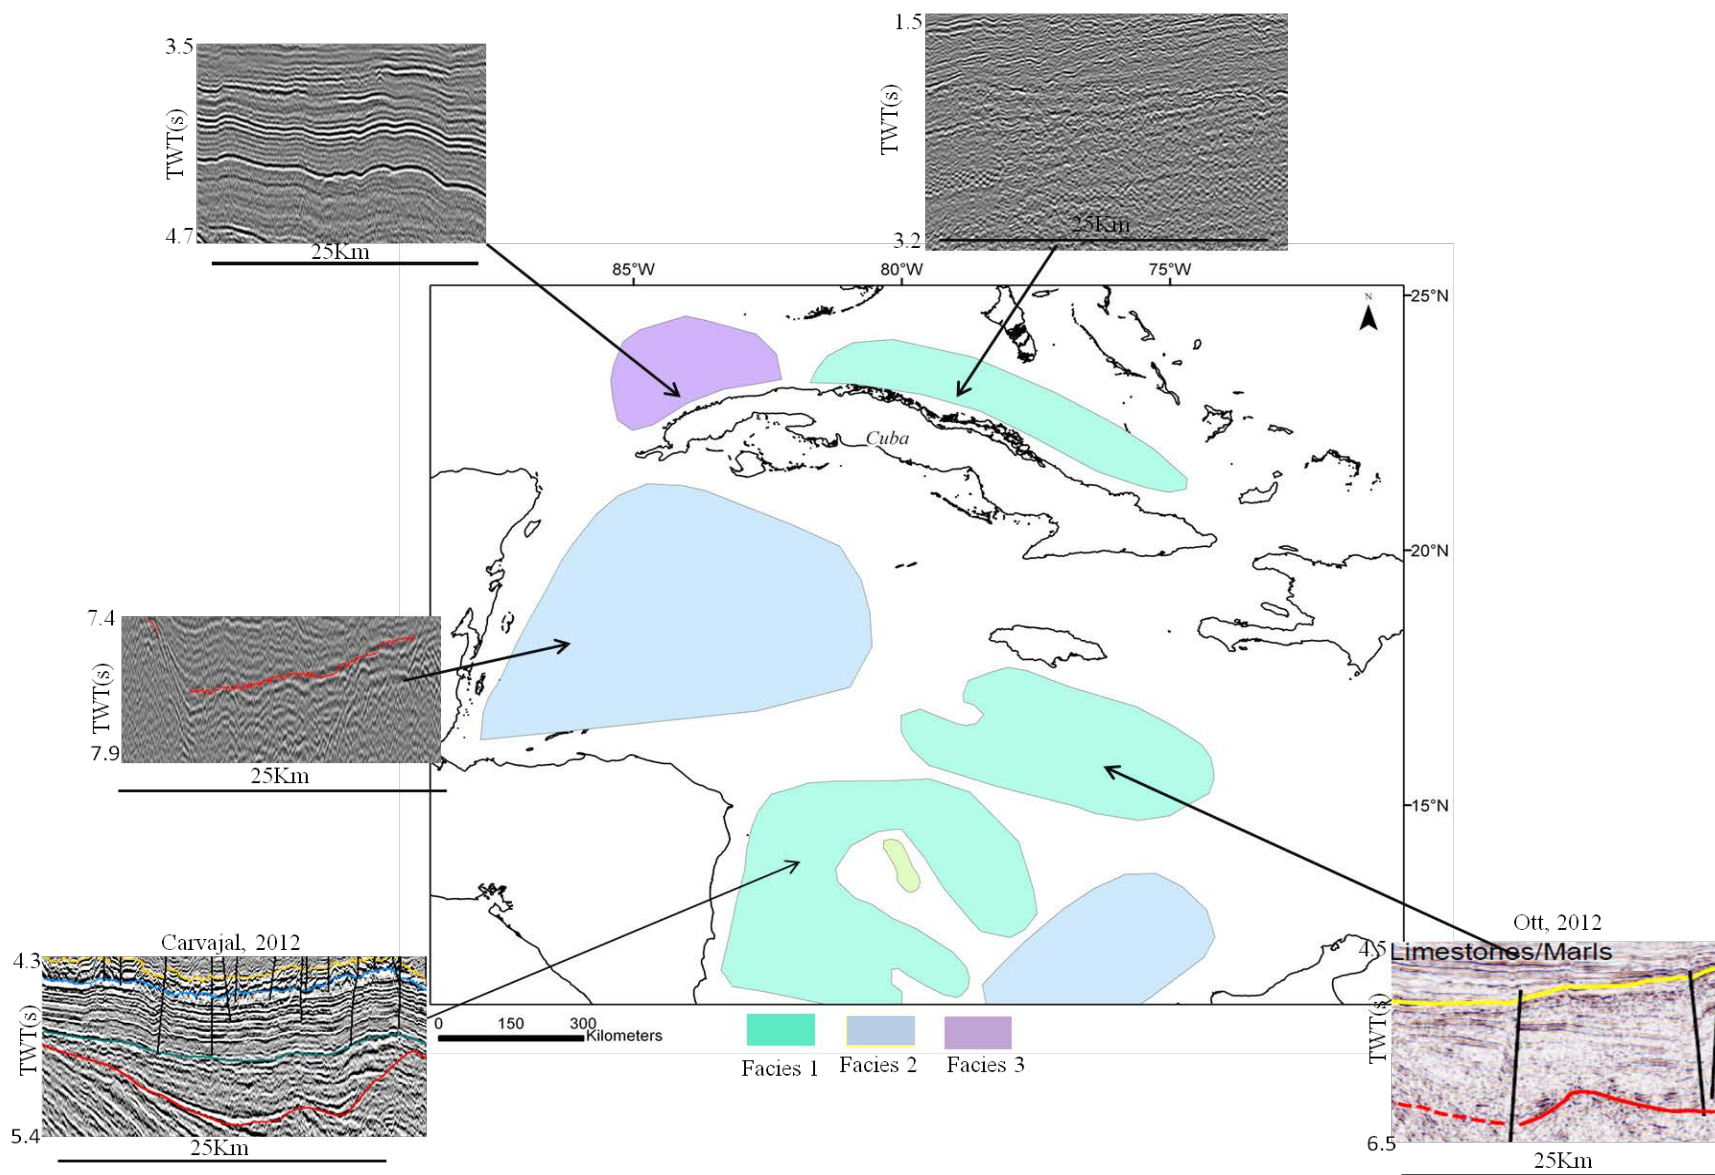 3.5
TWT(s)
4.7
25Km
1.5
TWT(s)
3.2
25Km
85°W
80°W
75°W
25°N
N
Cuba
20°N
15°N
7.4
TWT(s)
7.9
25Km
Carvajal, 2012
4.3
TWT(s)
5.4
25Km
0 150 300
Kilometers
Facies 1 Facies 2 Facies 3
Ott, 2012
4.5
Limestones/Marls
TWT(s)
6.5
25Km